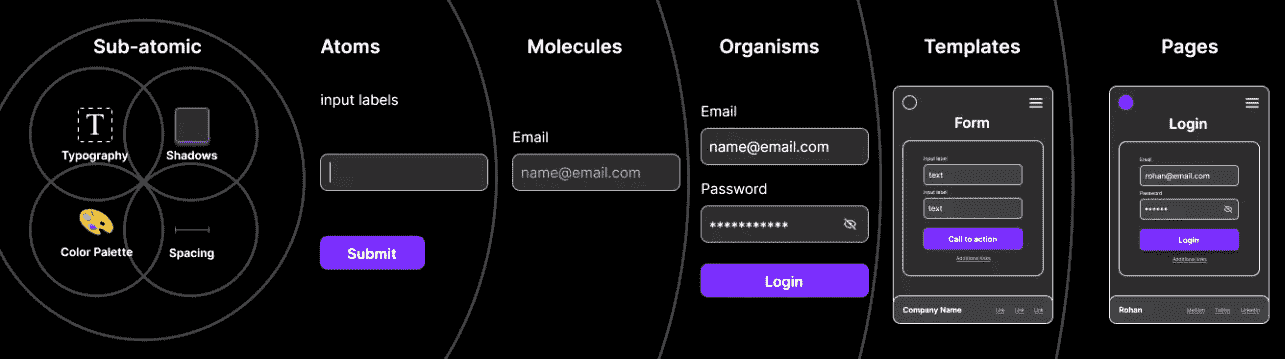 Sub-atomic
T
Typography
Shadows
Color Palette
Spacing
Atoms
input labels
Submit
Molecules
Email
name@email.com
Organisms
Email
name@email.com
Password
***********
Login
Templates
Form
Input label
text
Input label
text
Call to action
Additional links
Company Name
Link Link Link
Pages
Login
Email
rohan@email.com
Password
******
Login
Additional links
Rohan
Medium Twitter LinkedIn